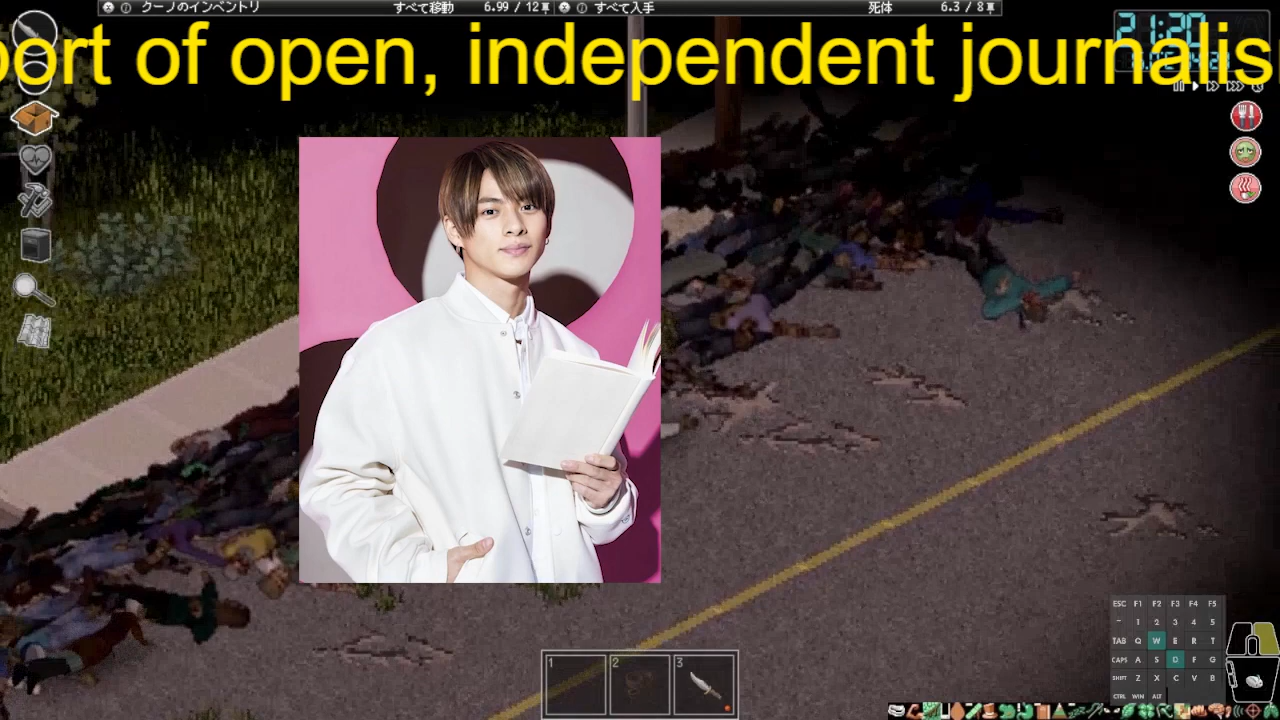 クーノのインベントリ すべて移動 6.99 / 12 すべて入手 死体 6.3 / 8
port of open, independent journalis
21:20
1 2 3
ESC F1 F2 F3 F4 F5
~ 1 2 3 4 5
TAB Q W E R T
CAPS A S D F G
SHIFT Z X C V B
CTRL WIN ALT